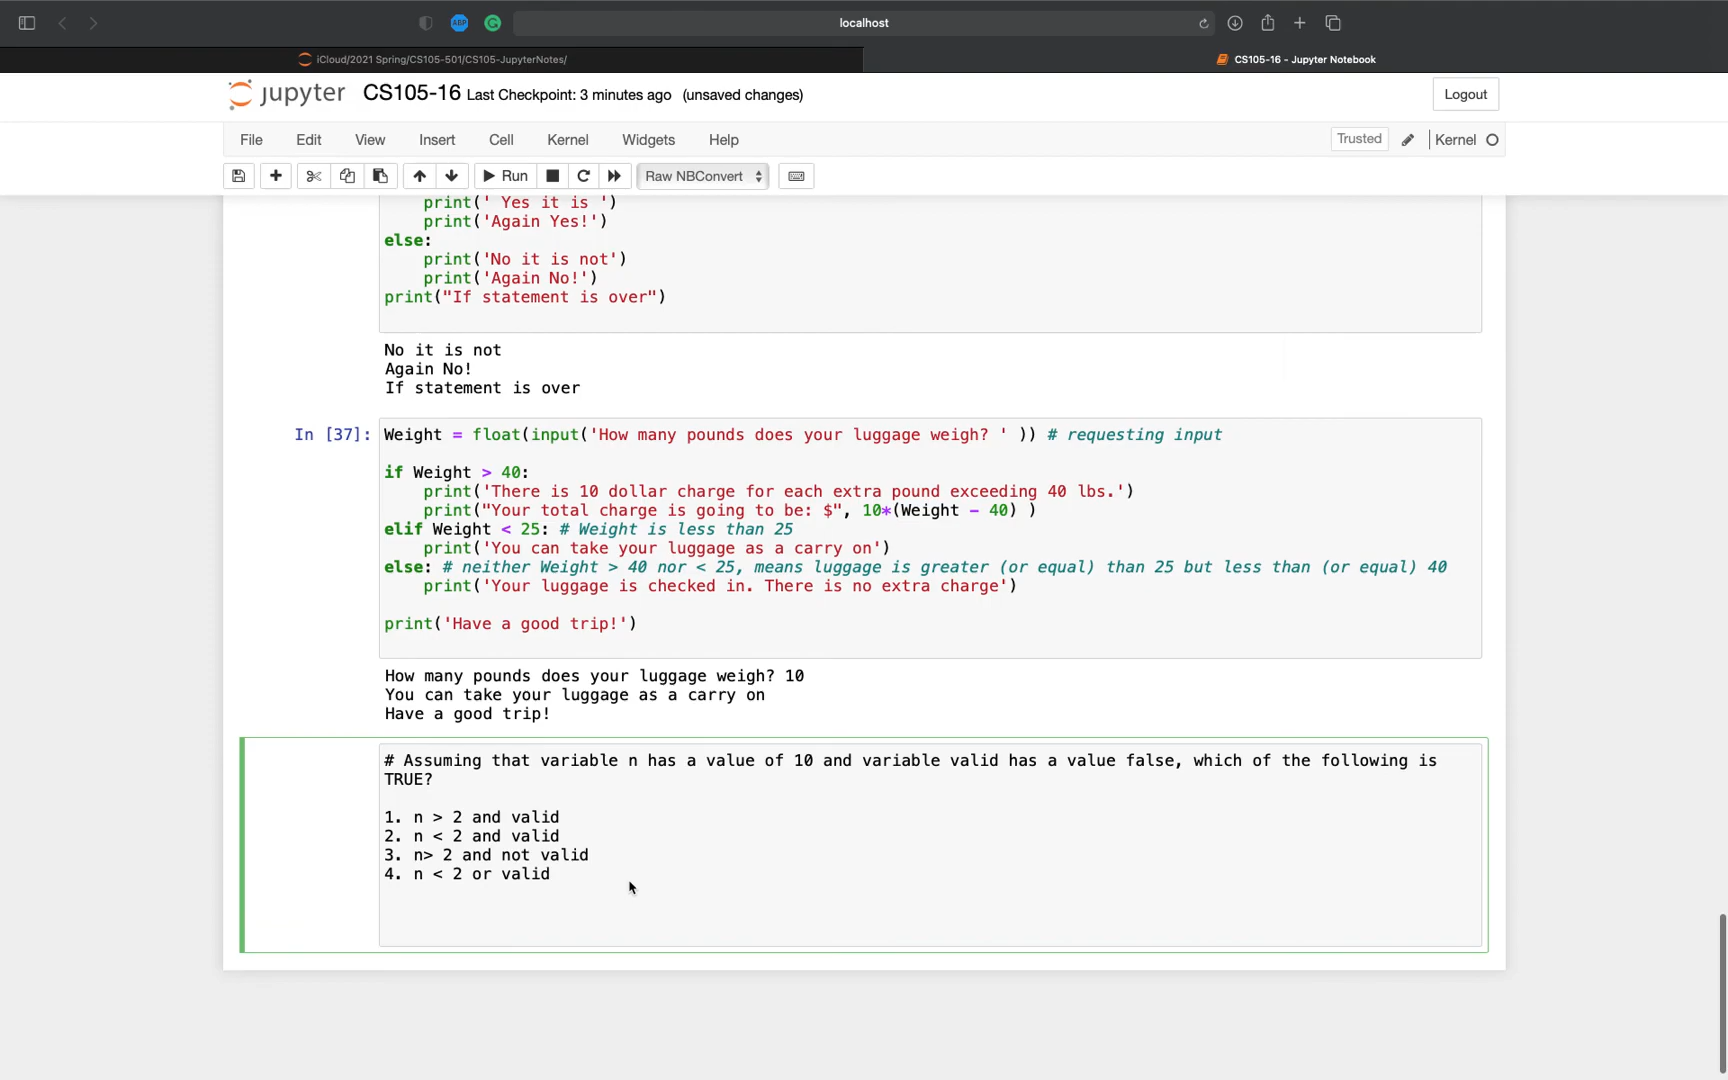 localhost
iCloud/2021 Spring/CS105-501/CS105-JupyterNotes/
CS105-16 - Jupyter Notebook
ABP
jupyter CS105-16 Last Checkpoint: 3 minutes ago (unsaved changes)
Logout
File Edit View Insert Cell Kernel Widgets Help
Trusted
Kernel
Run
Raw NBConvert
print(' Yes it is ')
print('Again Yes!')
else:
print('No it is not')
print('Again No!')
print("If statement is over")
No it is not
Again No!
If statement is over
In [37]:
Weight = float(input('How many pounds does your luggage weigh? ' )) # requesting input
if Weight > 40:
print('There is 10 dollar charge for each extra pound exceeding 40 lbs.')
print("Your total charge is going to be: $", 10*(Weight - 40) )
elif Weight < 25: # Weight is less than 25
print('You can take your luggage as a carry on')
else: # neither Weight > 40 nor < 25, means luggage is greater (or equal) than 25 but less than (or equal) 40
print('Your luggage is checked in. There is no extra charge')
print('Have a good trip!')
How many pounds does your luggage weigh? 10
You can take your luggage as a carry on
Have a good trip!
# Assuming that variable n has a value of 10 and variable valid has a value false, which of the following is
TRUE?
1. n > 2 and valid
2. n < 2 and valid
3. n> 2 and not valid
4. n < 2 or valid